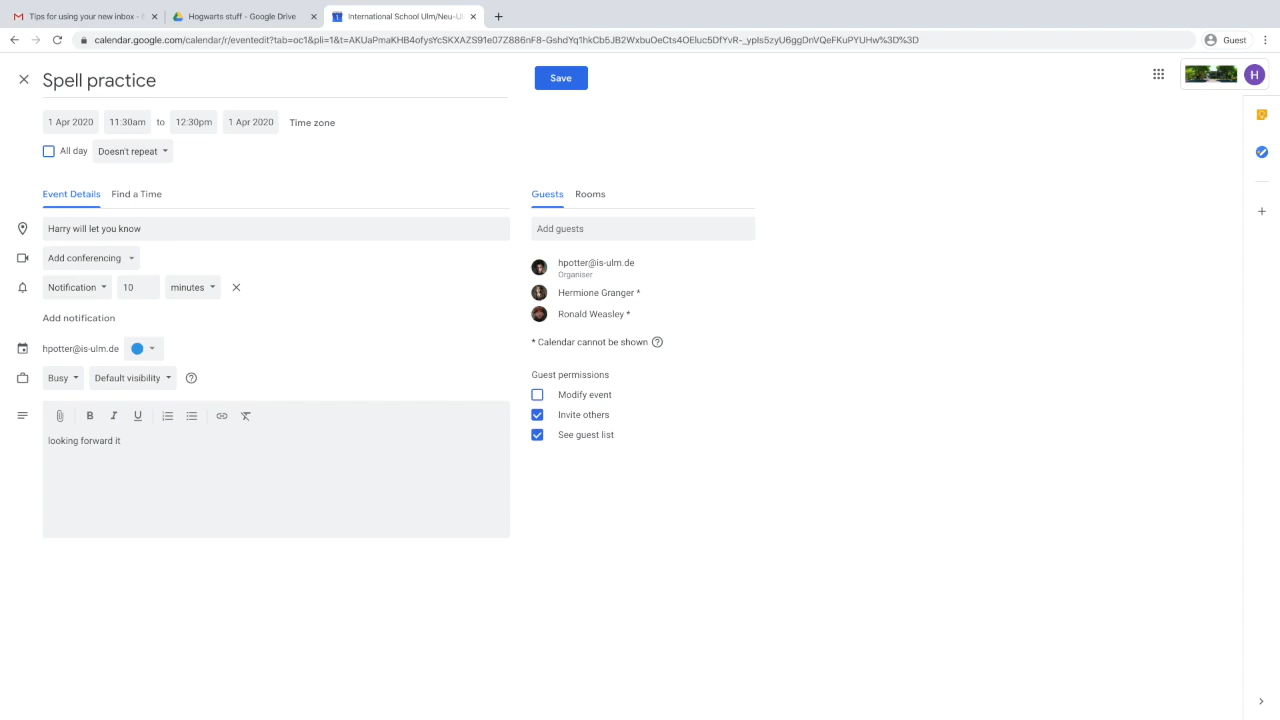 Tips for using your new inbox -
Hogwarts stuff - Google Drive
International School Ulm/Neu-Ul
calendar.google.com/calendar/r/eventedit?tab=oc1&pli=1&t=AKUaPmaKHB4ofysYcSKXAZS91e07Z886nF8-GshdYq1hkCb5JB2WxbuOeCts4OEluc5DfYvR-_ypIs5zyU6ggDnVQeFKuPYUHw%3D%3D
Guest
Spell practice
Save
H
1 Apr 2020 11:30am to 12:30pm 1 Apr 2020 Time zone
All day Doesn't repeat
Event Details Find a Time
Guests Rooms
Harry will let you know
Add guests
Add conferencing
hpotter@is-ulm.de
Organiser
Notification 10 minutes
Hermione Granger *
Add notification
Ronald Weasley *
hpotter@is-ulm.de
* Calendar cannot be shown
Busy Default visibility
Guest permissions
Modify event
B I U
Invite others
looking forward it
See guest list